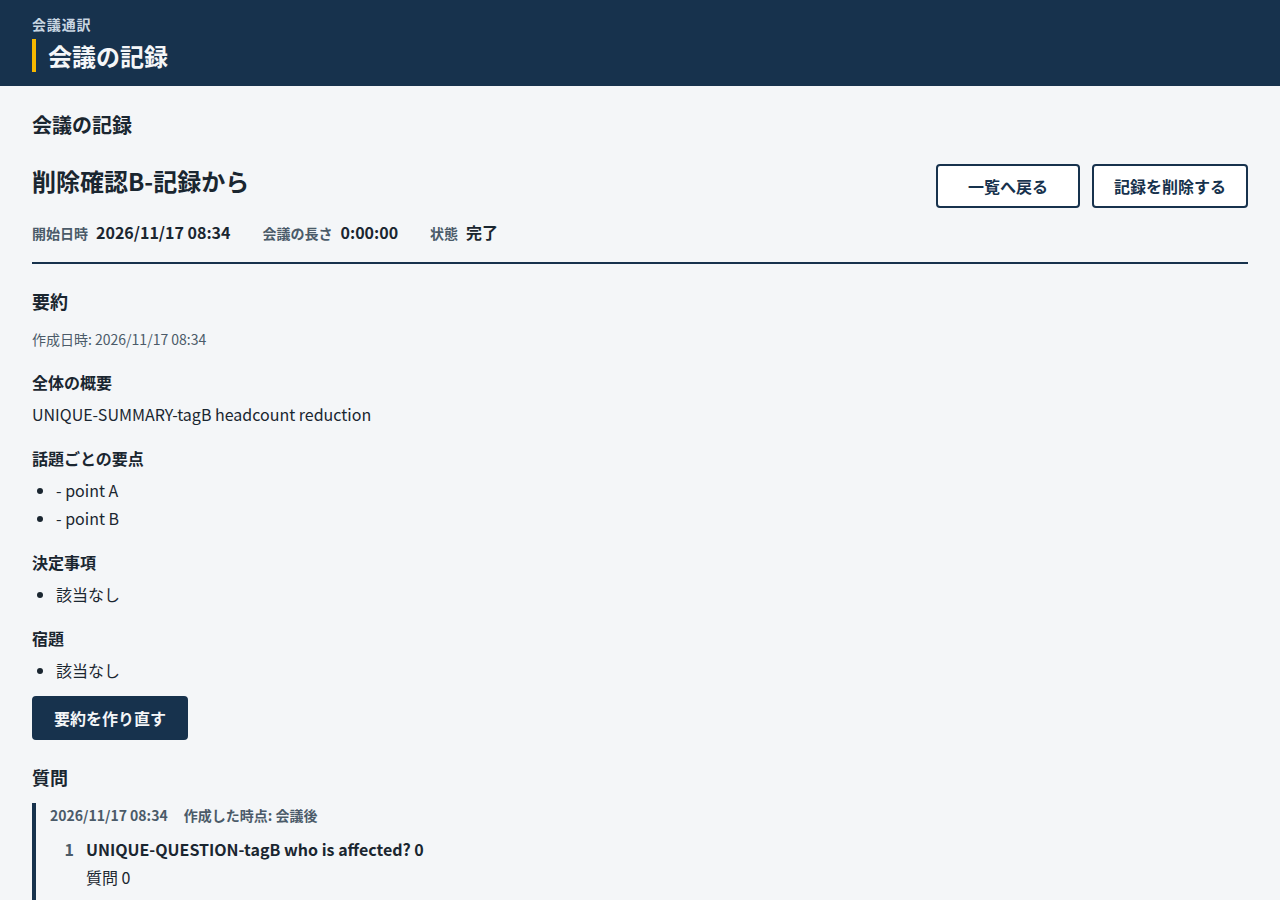 会議通訳
会議の記録
会議の記録
削除確認B-記録から
一覧へ戻る
記録を削除する
開始日時 2026/11/17 08:34 会議の長さ 0:00:00 状態 完了
要約
作成日時: 2026/11/17 08:34
全体の概要
UNIQUE-SUMMARY-tagB headcount reduction
話題ごとの要点
- point A
- point B
決定事項
該当なし
宿題
該当なし
要約を作り直す
質問
2026/11/17 08:34 作成した時点: 会議後
1 UNIQUE-QUESTION-tagB who is affected? 0
質問 0